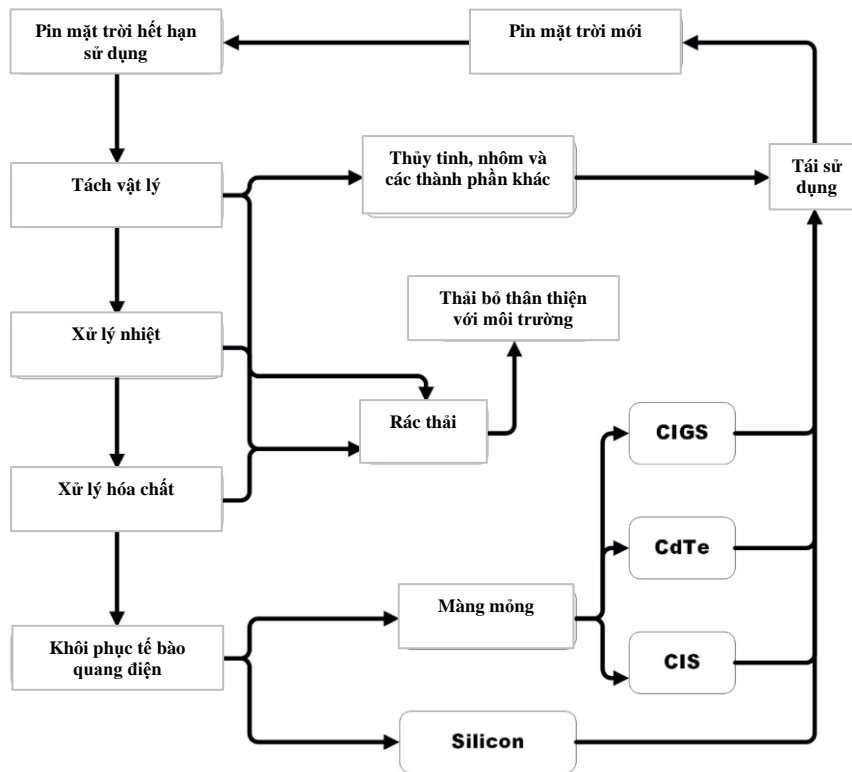 Pin mặt trời hết hạn
sử dụng
Pin mặt trời mới
Tách vật lý
Thủy tinh, nhôm và
các thành phần khác
Tái sử
dụng
Thải bỏ thân thiện
với môi trường
Xử lý nhiệt
Rác thải
CIGS
Xử lý hóa chất
CdTe
Màng mỏng
Khôi phục tế bào
quang điện
CIS
Silicon